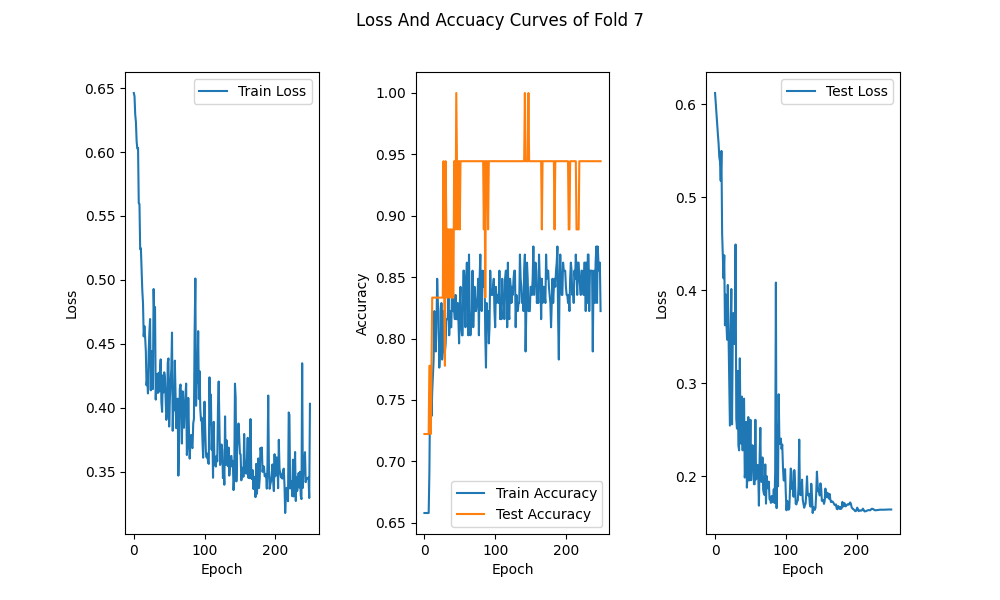 Loss And Accuacy Curves of Fold 7
Train Loss
0.65
0.60
0.55
0.50
0.45
0.40
0.35
Loss
0
100
200
Epoch
1.00
0.95
0.90
0.85
0.80
0.75
0.70
0.65
Accuracy
Train Accuracy
Test Accuracy
0
100
200
Epoch
Test Loss
0.6
0.5
0.4
0.3
0.2
Loss
0
100
200
Epoch